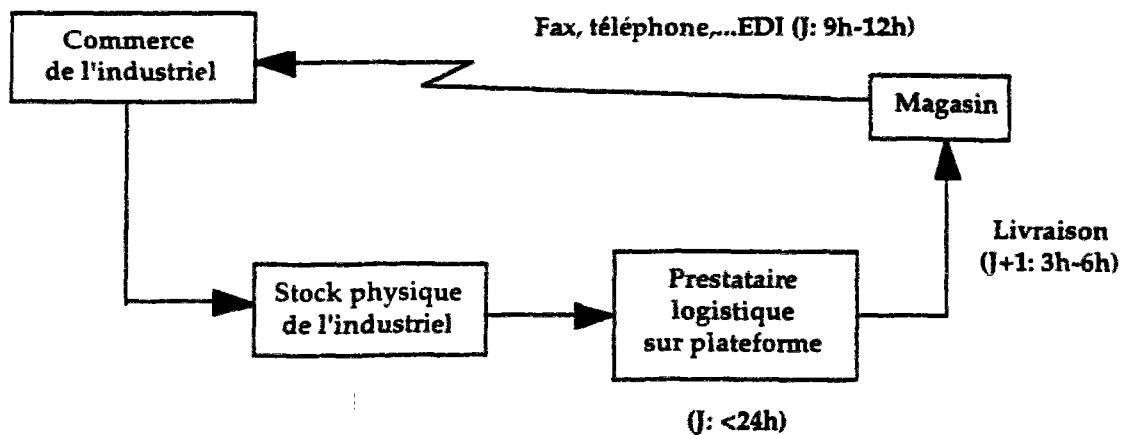 Fax, téléphone,...EDI (J: 9h-12h)
Commerce
de l'industriel
Magasin
Livraison
(J+1: 3h-6h)
Stock physique
de l'industriel
Prestataire
logistique
sur plateforme
(J: <24h)